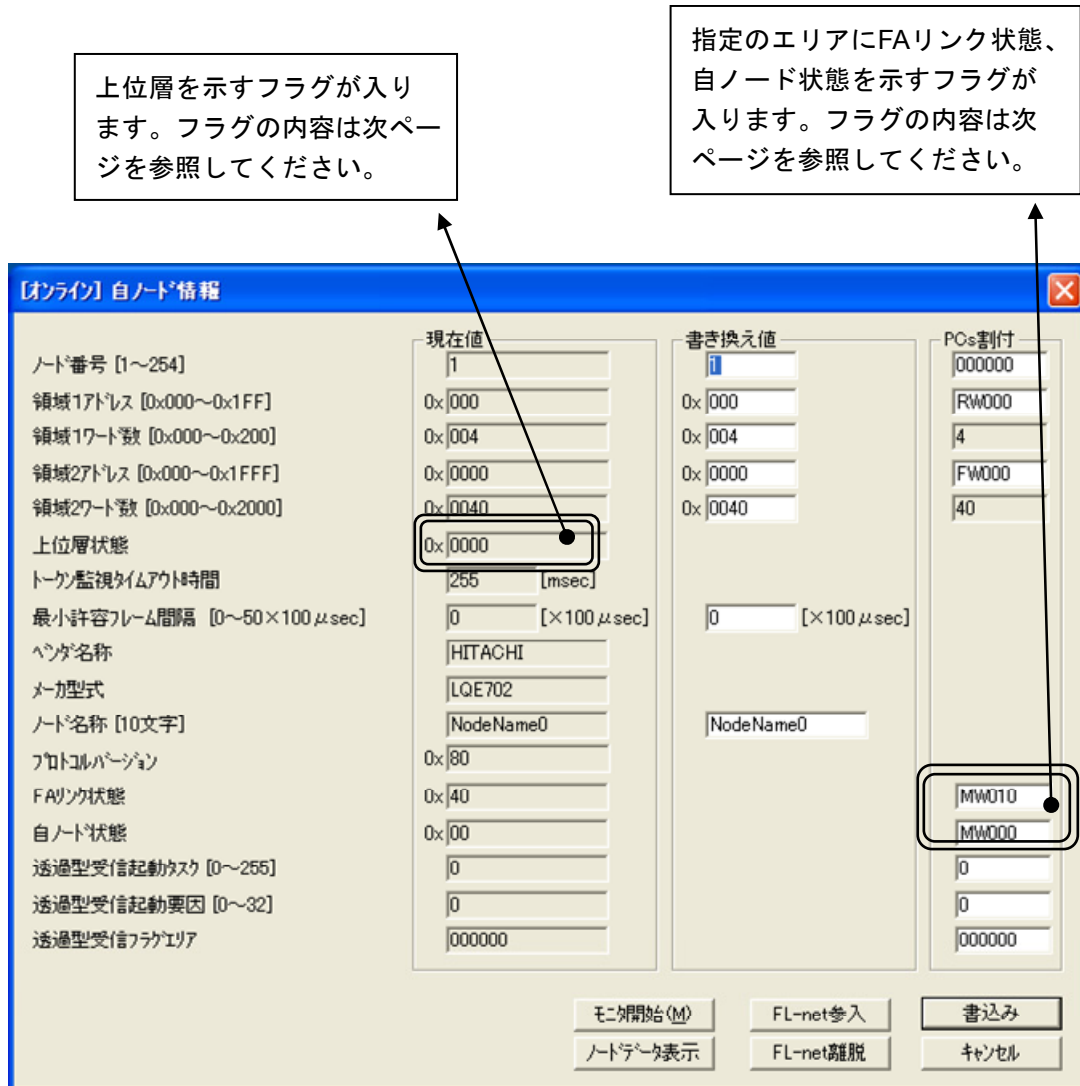 上位層を示すフラグが入り
ます。フラグの内容は次ペー
ジを参照してください。
指定のエリアにFAリンク状態、
自ノード状態を示すフラグが
入ります。フラグの内容は次
ページを参照してください。
[オンライン] 自ノード情報
現在値 書き換え値 PCs割付
ノード番号 [1～254] 1 1 000000
領域1アドレス [0x000～0x1FF] 0x 000 0x 000 RW000
領域1ワード数 [0x000～0x200] 0x 004 0x 004 4
領域2アドレス [0x000～0x1FFF] 0x 0000 0x 0000 FW000
領域2ワード数 [0x000～0x2000] 0x 0040 0x 0040 40
上位層状態 0x 0000
トークン監視タイムアウト時間 255 [msec]
最小許容フレーム間隔 [0～50×100μsec] 0 [×100μsec] 0 [×100μsec]
ベンダ名称 HITACHI
メーカ型式 LQE702
ノード名称 [10文字] NodeName0 NodeName0
プロトコルバージョン 0x 80
FAリンク状態 0x 40 MW010
自ノード状態 0x 00 MW000
透過型受信起動タスク [0～255] 0 0
透過型受信起動要因 [0～32] 0 0
透過型受信フラグエリア 000000 000000
モニタ開始(M) FL-net参入 書込み
ノードデータ表示 FL-net離脱 キャンセル